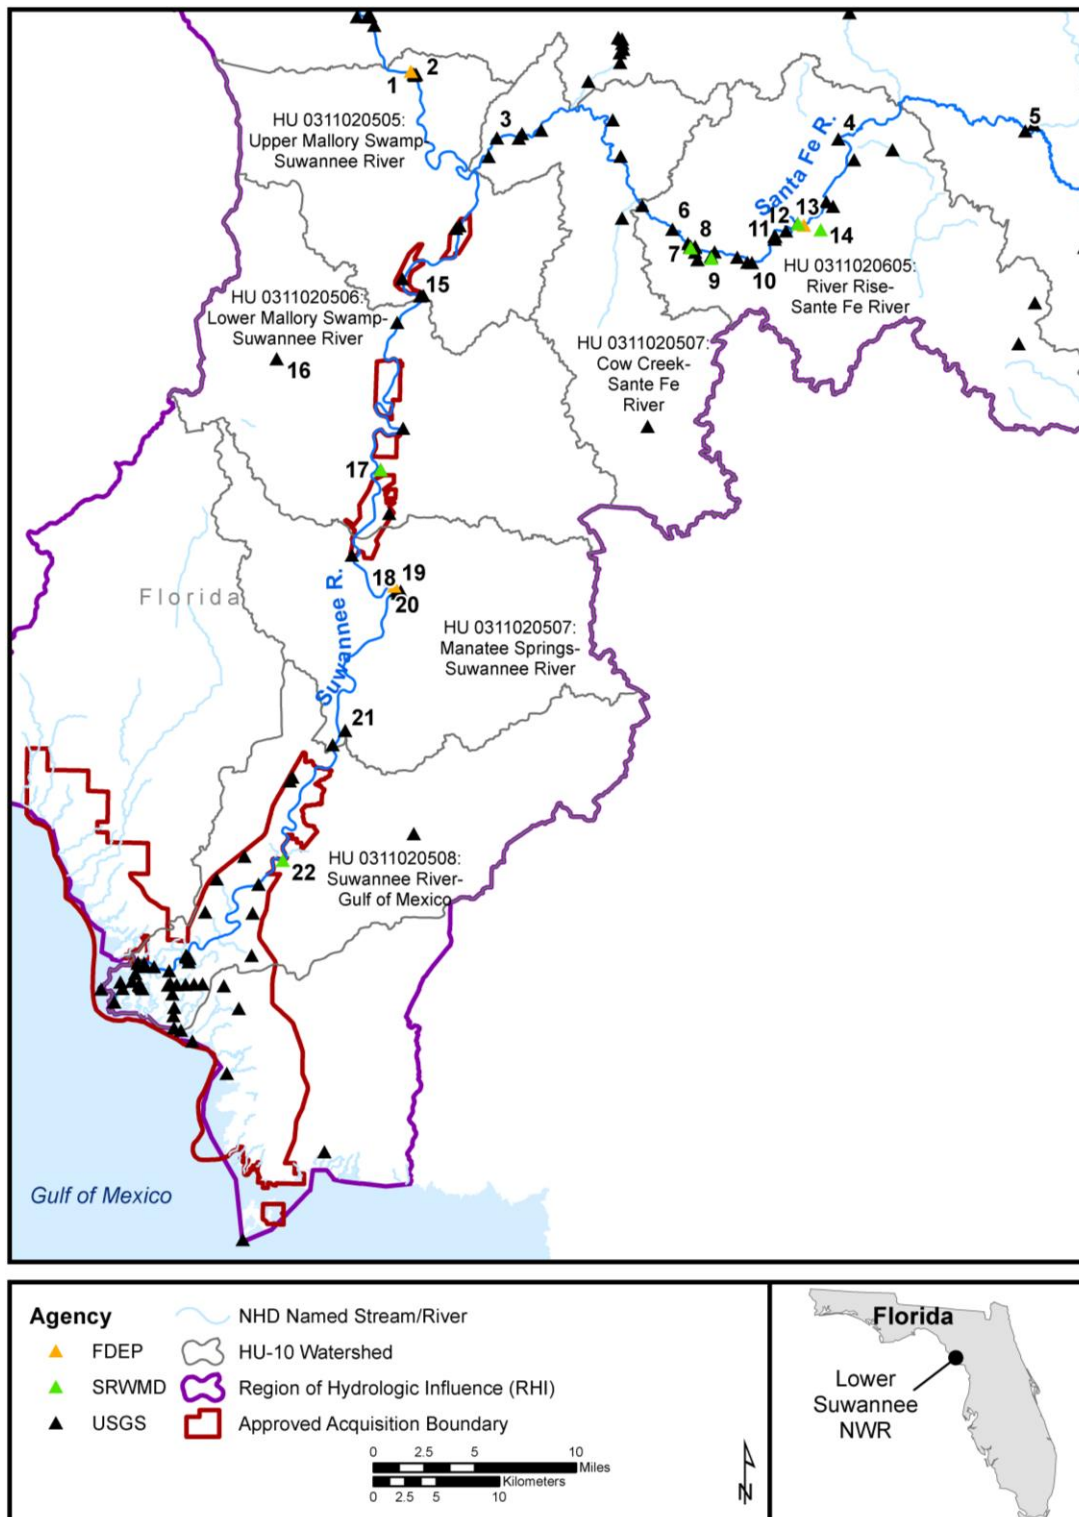 2
1
3
HU 0311020505:
Upper Mallory Swamp-
Suwannee River
4
5
Santa Fe R.
6
7
8
9
10
11
12
13
14
HU 0311020605:
River Rise-
Sante Fe River
15
HU 0311020506:
Lower Mallory Swamp-
Suwannee River
16
HU 0311020507:
Cow Creek-
Sante Fe
River
17
18
19
20
Florida
Suwannee R.
HU 0311020507:
Manatee Springs-
Suwannee River
21
22
HU 0311020508:
Suwannee River-
Gulf of Mexico
Gulf of Mexico
Agency
FDEP
SRWMD
USGS
NHD Named Stream/River
HU-10 Watershed
Region of Hydrologic Influence (RHI)
Approved Acquisition Boundary
0 2.5 5 10
Miles
Kilometers
0 2.5 5 10
N
Florida
Lower
Suwannee
NWR